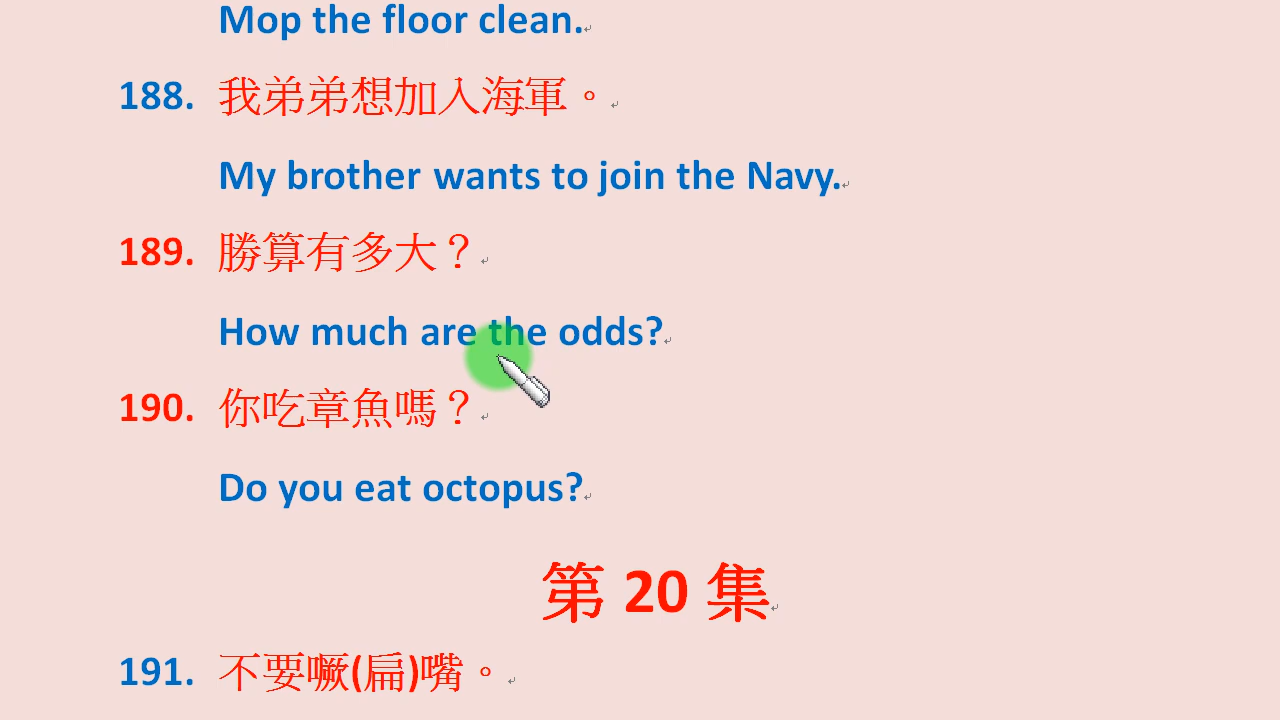 Mop the floor clean.
188. 我弟弟想加入海軍。
My brother wants to join the Navy.
189. 勝算有多大？
How much are the odds?
190. 你吃章魚嗎？
Do you eat octopus?
第 20 集
191. 不要噘(扁)嘴。